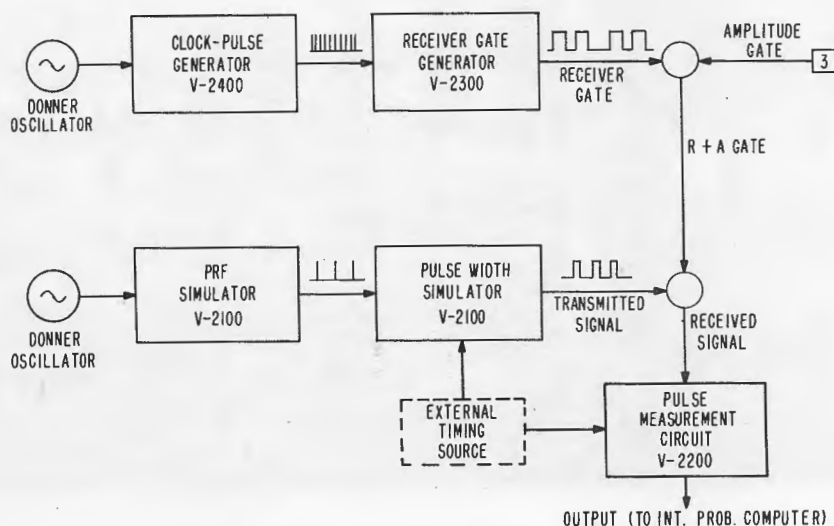 CLOCK-PULSE
GENERATOR
V-2400
RECEIVER GATE
GENERATOR
V-2300
AMPLITUDE
GATE
3
DONNER
OSCILLATOR
RECEIVER
GATE
R + A GATE
PRF
SIMULATOR
V-2100
PULSE WIDTH
SIMULATOR
V-2100
TRANSMITTED
SIGNAL
DONNER
OSCILLATOR
RECEIVED
SIGNAL
EXTERNAL
TIMING
SOURCE
PULSE
MEASUREMENT
CIRCUIT
V-2200
OUTPUT (TO INT. PROB. COMPUTER)